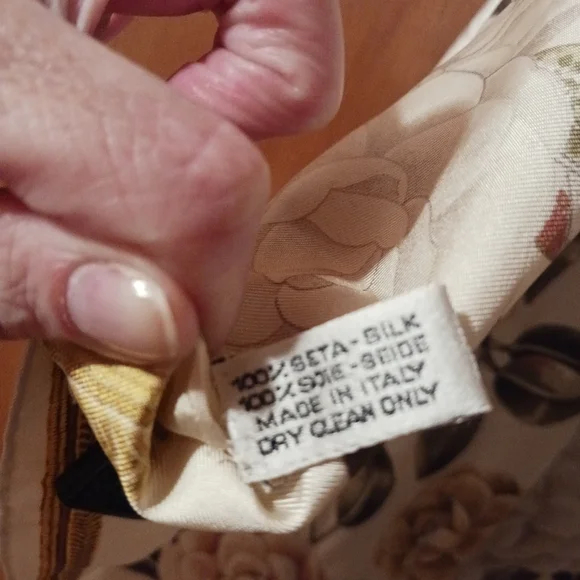 100% SETA-SILK
100% SOIE-SEIDE
MADE IN ITALY
DRY CLEAN ONLY